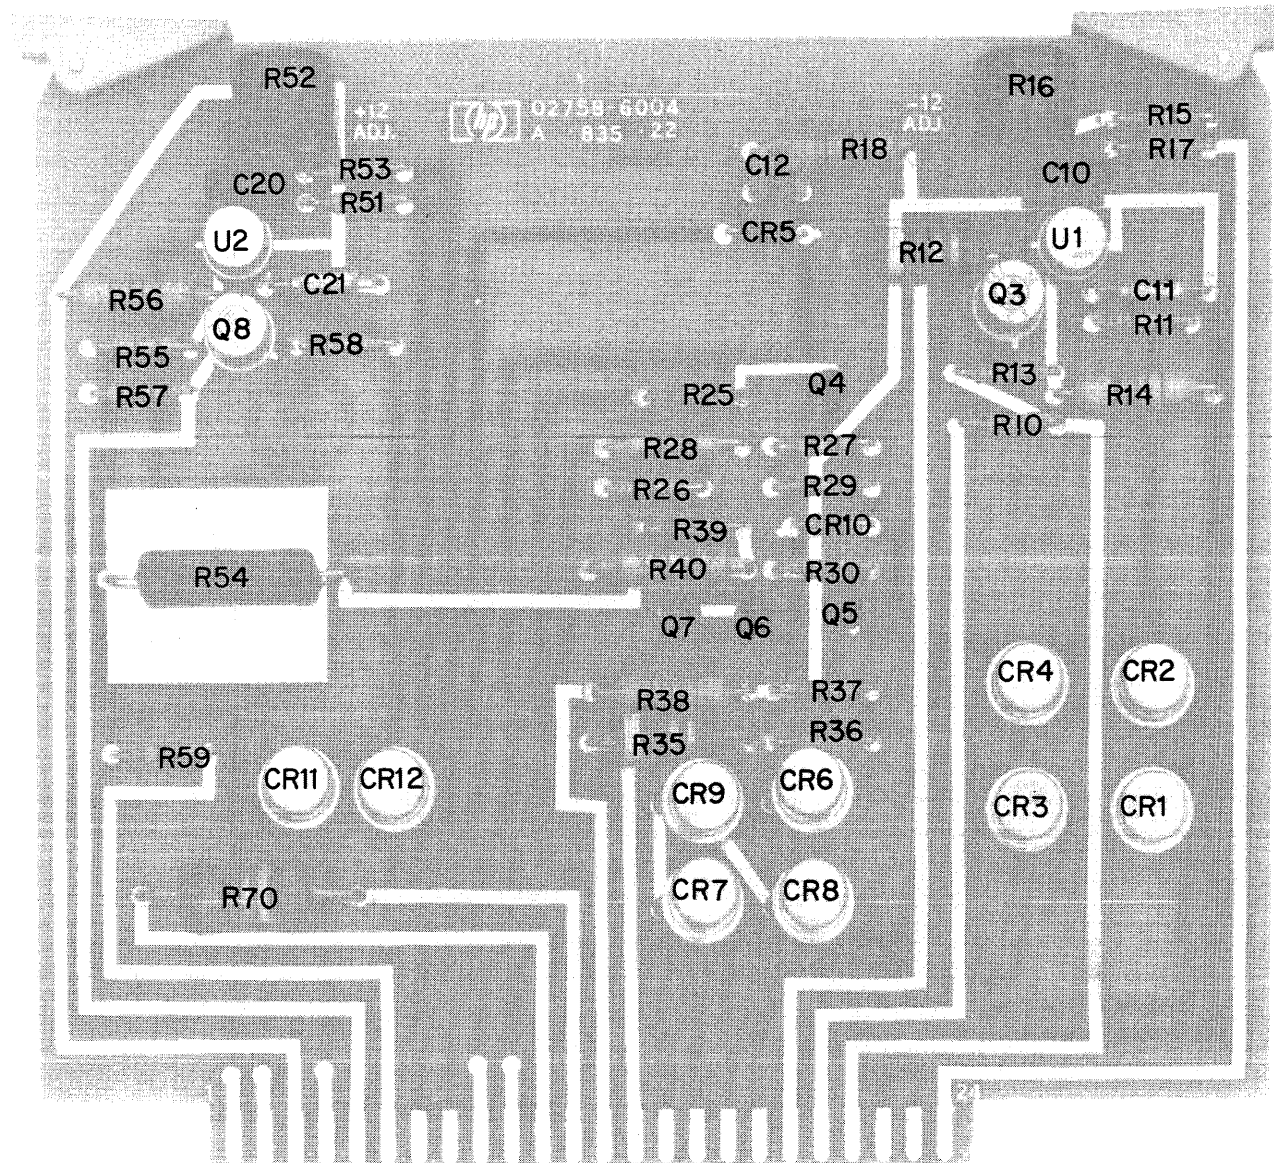 R52
R16
+12
ADJ.
hp 02758-6004
A 835 22
-12
ADJ.
R15
R17
R18
C12
R53
C20
R51
C10
U2
CR5
U1
R12
C21
R56
Q3
C11
Q8
R11
R58
R55
R57
R25
Q4
R13
R14
R10
R28
R27
R26
R29
R39
CR10
R54
R40
R30
Q7
Q6
Q5
CR4
CR2
R38
R37
R35
R36
R59
CR11
CR12
CR9
CR6
CR3
CR1
R70
CR7
CR8
24